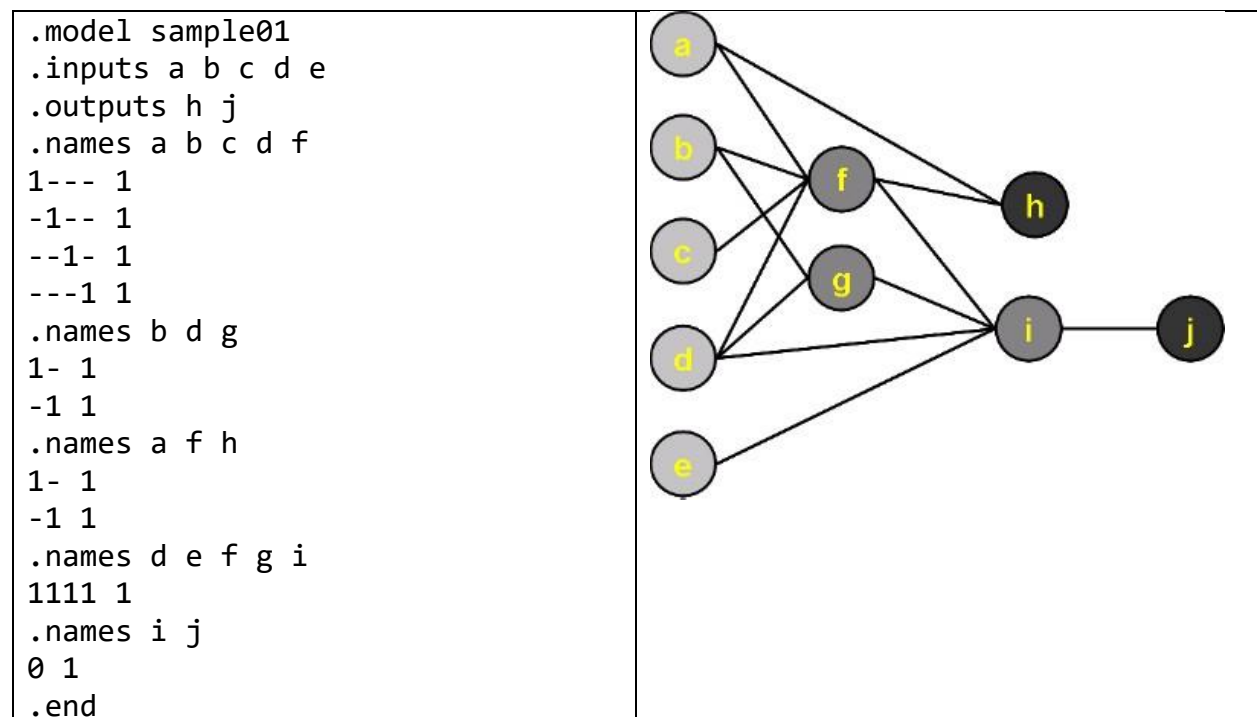 .model sample01
.inputs a b c d e
.outputs h j
.names a b c d f
1--- 1
-1-- 1
--1- 1
---1 1
.names b d g
1- 1
-1 1
.names a f h
1- 1
-1 1
.names d e f g i
1111 1
.names i j
0 1
.end
a
b
f
h
c
g
i
j
d
e